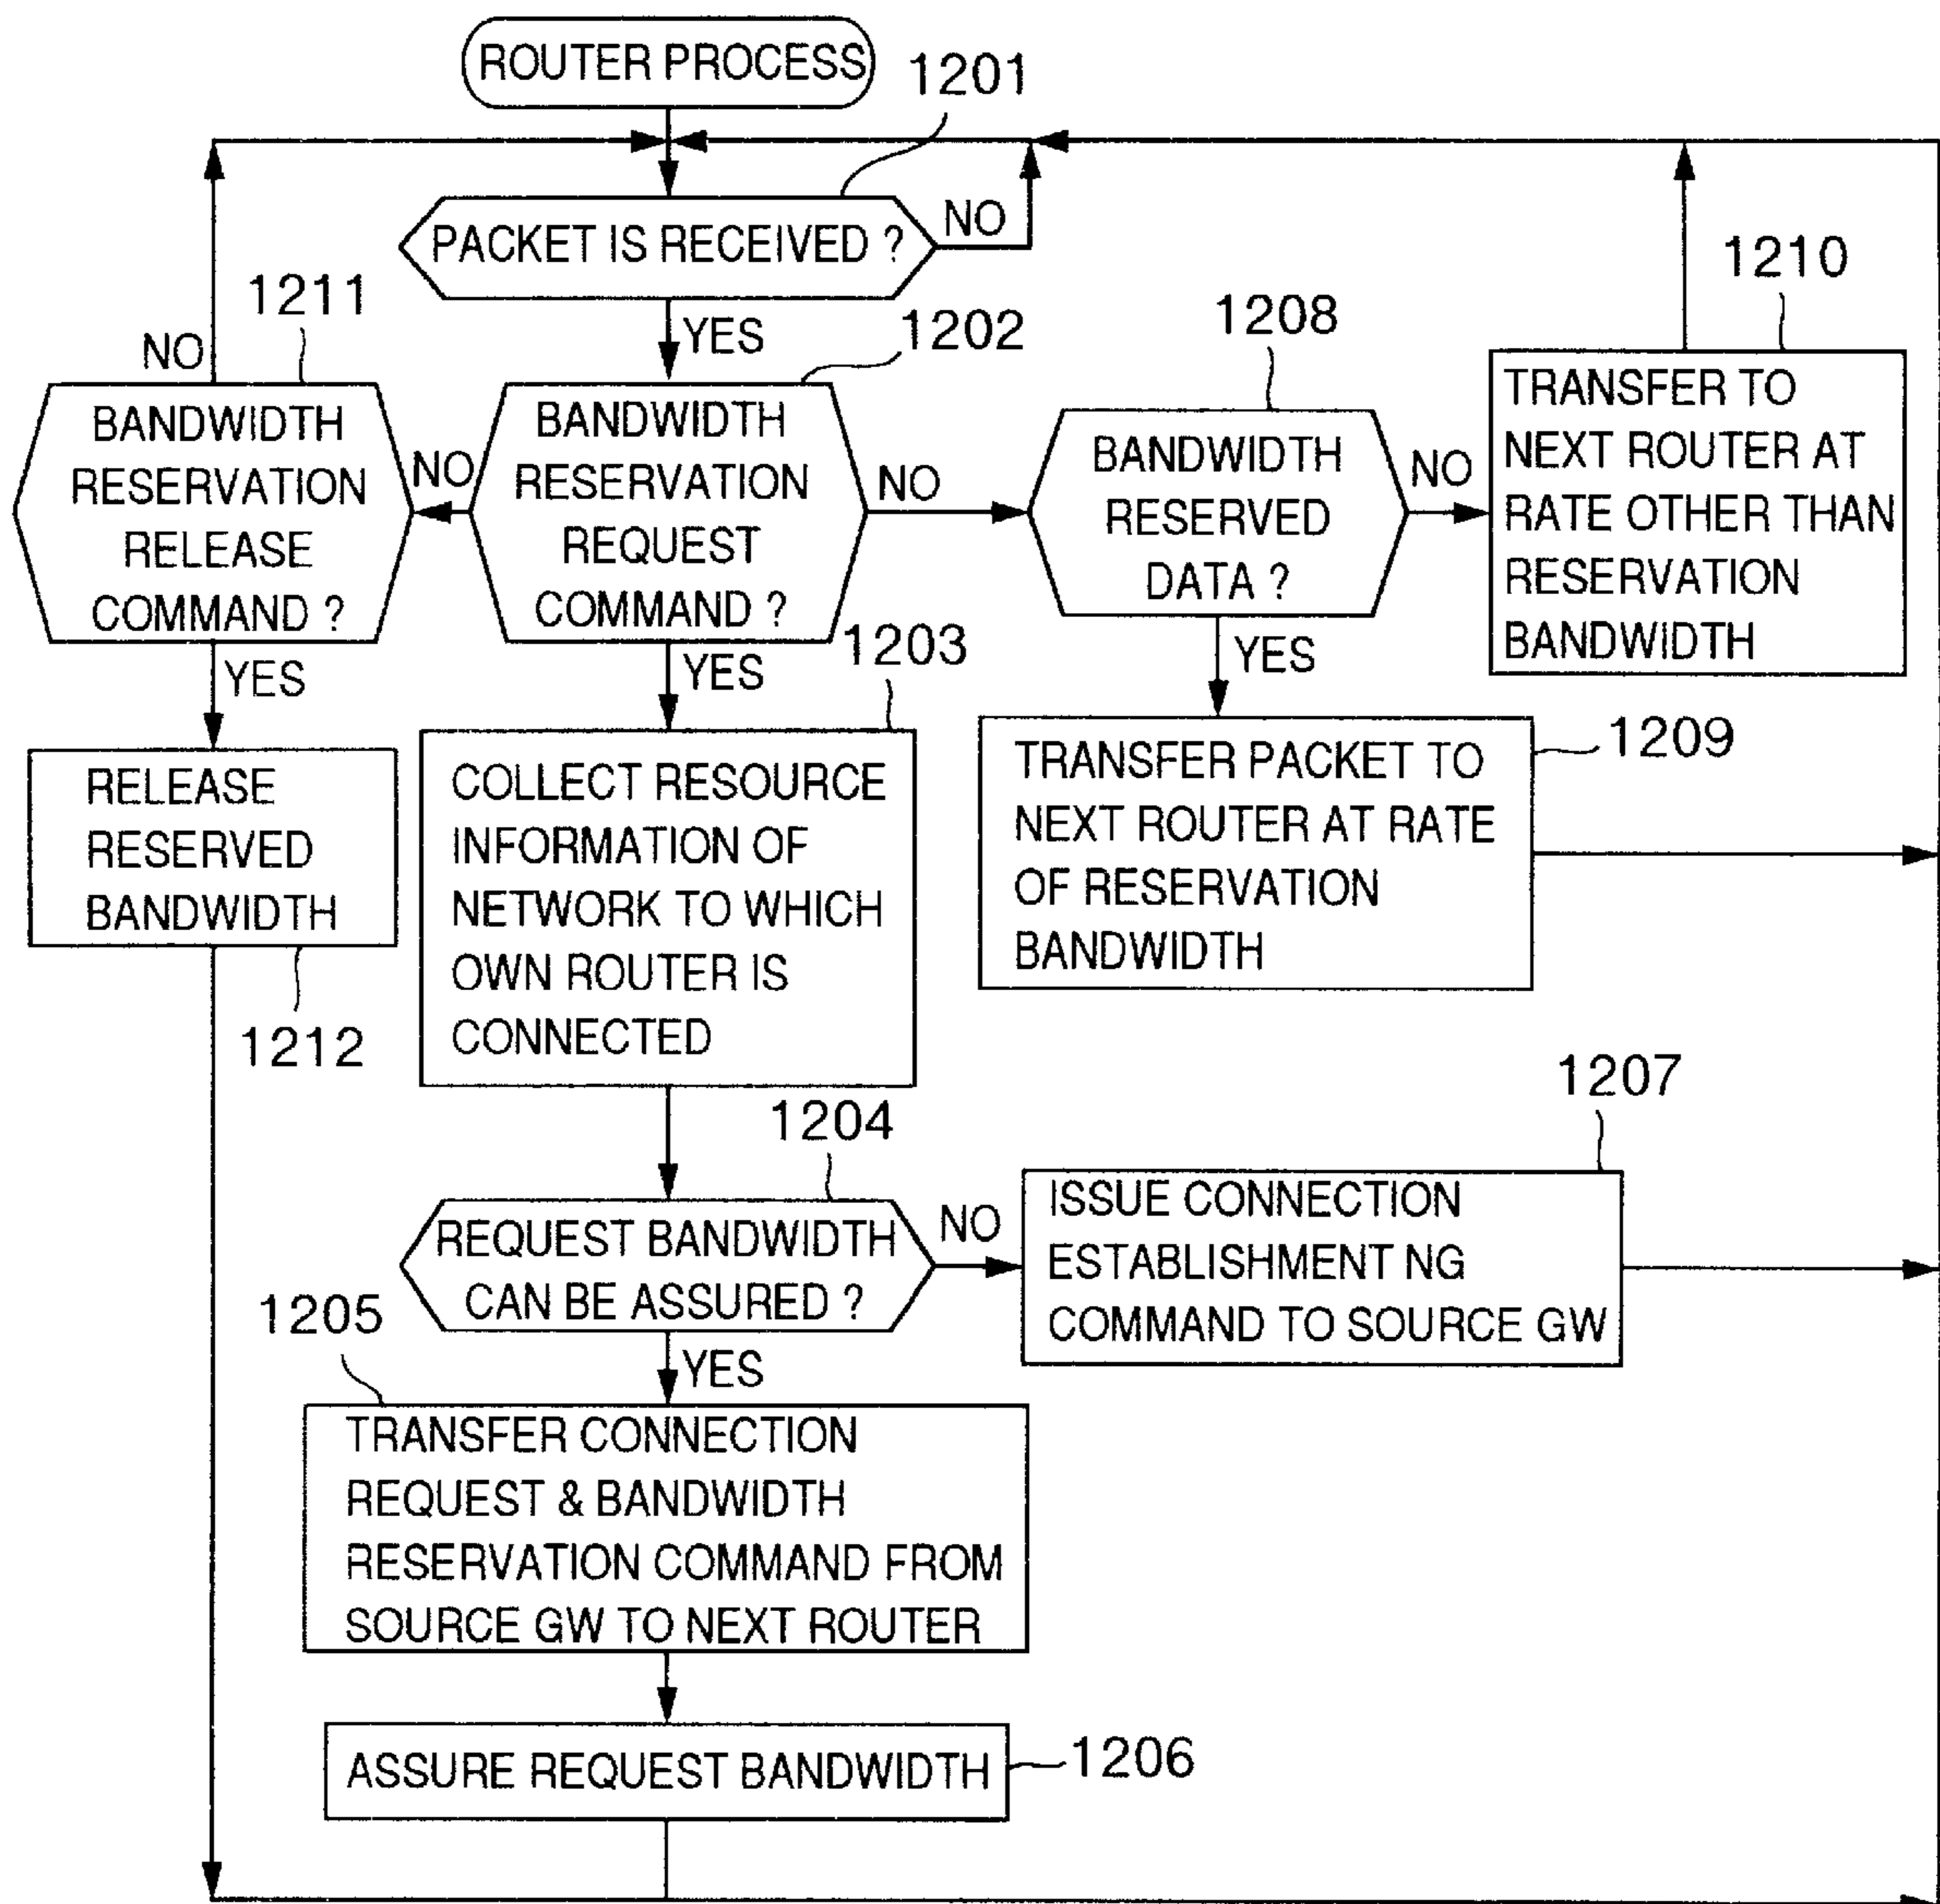 ROUTER PROCESS
1201
PACKET IS RECEIVED ?
NO
YES
1202
BANDWIDTH
RESERVATION
REQUEST
COMMAND ?
NO
NO
YES
1211
NO
BANDWIDTH
RESERVATION
RELEASE
COMMAND ?
YES
RELEASE
RESERVED
BANDWIDTH
1212
1208
BANDWIDTH
RESERVED
DATA ?
NO
YES
1210
TRANSFER TO
NEXT ROUTER AT
RATE OTHER THAN
RESERVATION
BANDWIDTH
1209
TRANSFER PACKET TO
NEXT ROUTER AT RATE
OF RESERVATION
BANDWIDTH
1203
COLLECT RESOURCE
INFORMATION OF
NETWORK TO WHICH
OWN ROUTER IS
CONNECTED
1204
REQUEST BANDWIDTH
CAN BE ASSURED ?
NO
YES
1207
ISSUE CONNECTION
ESTABLISHMENT NG
COMMAND TO SOURCE GW
1205
TRANSFER CONNECTION
REQUEST & BANDWIDTH
RESERVATION COMMAND FROM
SOURCE GW TO NEXT ROUTER
ASSURE REQUEST BANDWIDTH
1206